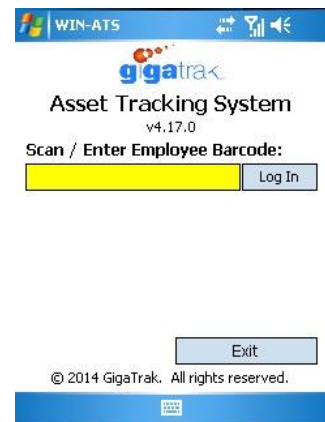 WIN-ATS
gigatrak
Asset Tracking System
v4.17.0
Scan / Enter Employee Barcode:
Log In
Exit
© 2014 GigaTrak. All rights reserved.